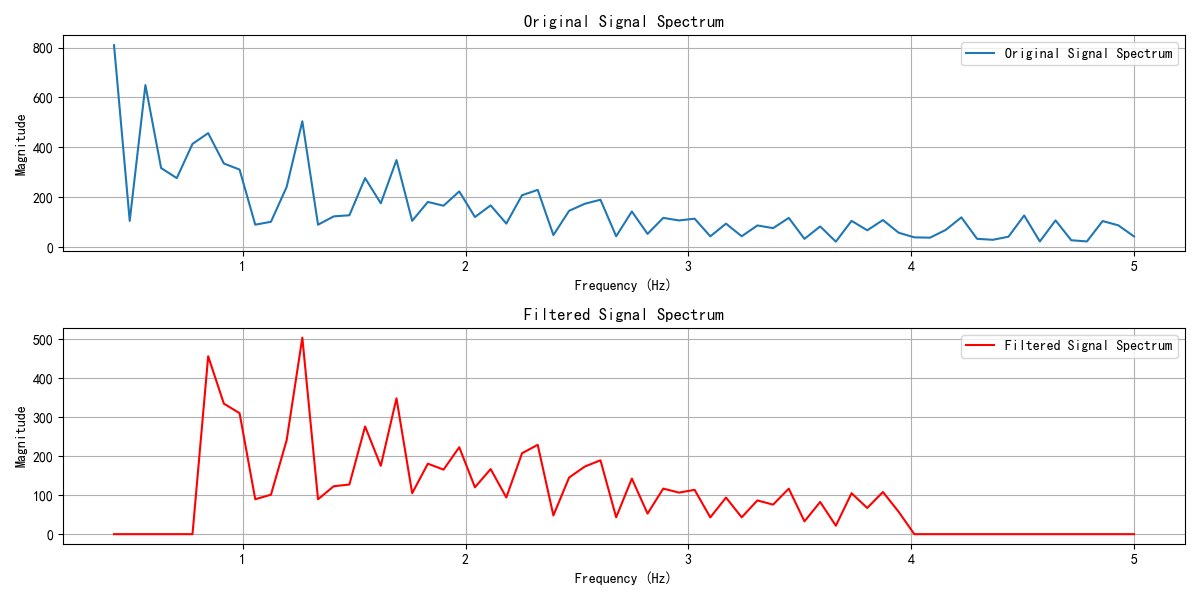 Original Signal Spectrum
800
600
400
200
0
Magnitude
Original Signal Spectrum
1 2 3 4 5
Frequency (Hz)
Filtered Signal Spectrum
500
400
300
200
100
0
Magnitude
Filtered Signal Spectrum
1 2 3 4 5
Frequency (Hz)